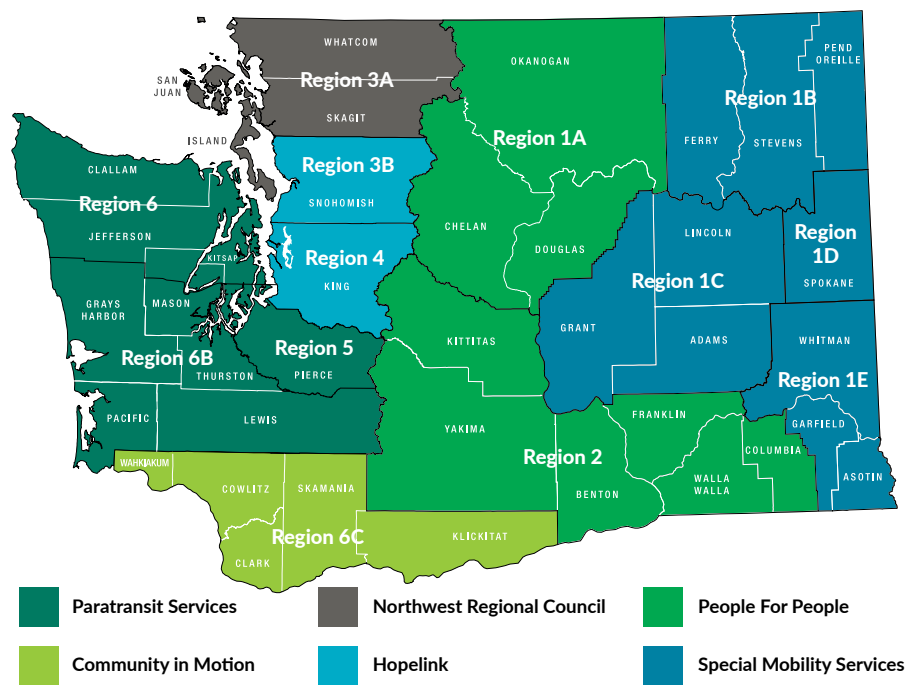 WHATCOM
Region 3A
SAN
JUAN
SKAGIT
ISLAND
OKANOGAN
Region 1A
CHELAN
DOUGLAS
PEND
OREILLE
Region 1B
FERRY
STEVENS
CLALLAM
Region 6
JEFFERSON
KITSAP
Region 3B
SNOHOMISH
Region 4
KING
LINCOLN
Region 1C
GRANT
ADAMS
Region
1D
SPOKANE
GRAYS
HARBOR
MASON
Region 6B
THURSTON
PACIFIC
LEWIS
Region 5
PIERCE
KITTITAS
YAKIMA
Region 2
BENTON
FRANKLIN
WALLA
WALLA
COLUMBIA
WHITMAN
Region 1E
GARFIELD
ASOTIN
WAHKIAKUM
COWLITZ
SKAMANIA
Region 6C
CLARK
KLICKITAT
Paratransit Services
Northwest Regional Council
People For People
Community in Motion
Hopelink
Special Mobility Services